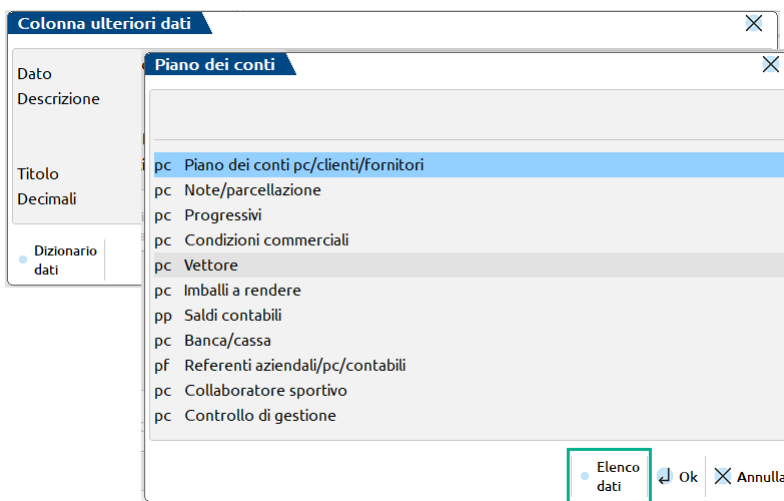 Colonna ulteriori dati
Piano dei conti
Dato
Descrizione
Titolo
Decimali
Dizionario
dati
pc Piano dei conti pc/clienti/fornitori
pc Note/parcellazione
pc Progressivi
pc Condizioni commerciali
pc Vettore
pc Imballi a rendere
pp Saldi contabili
pc Banca/cassa
pf Referenti aziendali/pc/contabili
pc Collaboratore sportivo
pc Controllo di gestione
Elenco
dati
Ok
Annulla